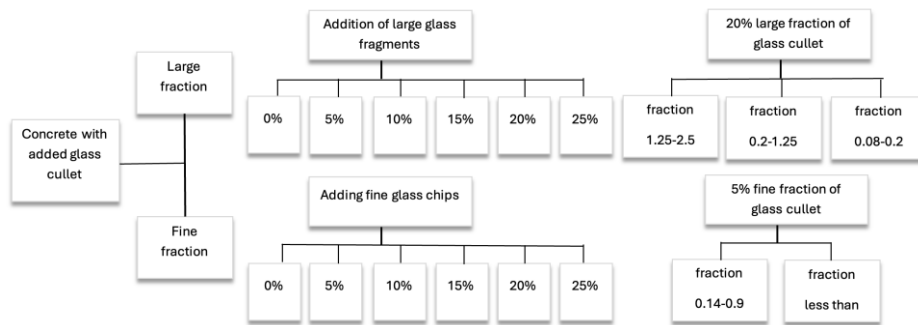 Large
fraction
Concrete with
added glass
cullet
Fine
fraction
Addition of large glass
fragments
0%
5%
10%
15%
20%
25%
Adding fine glass chips
0%
5%
10%
15%
20%
25%
20% large fraction of
glass cullet
fraction
1.25-2.5
fraction
0.2-1.25
fraction
0.08-0.2
5% fine fraction of
glass cullet
fraction
0.14-0.9
fraction
less than